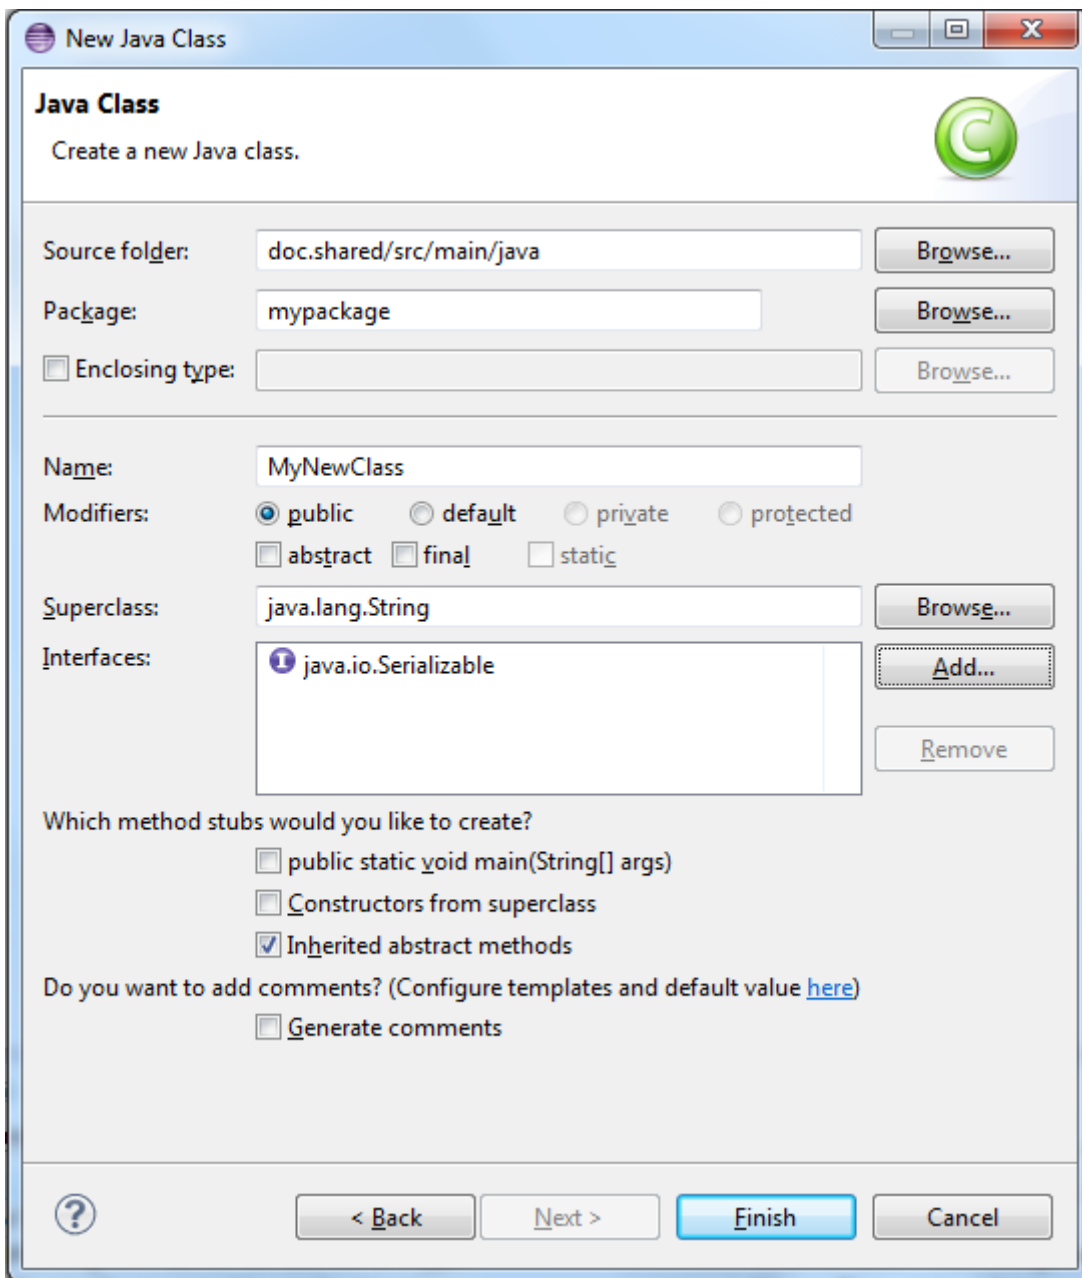 New Java Class
Java Class
Create a new Java class.
Source folder: doc.shared/src/main/java Browse...
Package: mypackage Browse...
Enclosing type: Browse...
Name: MyNewClass
Modifiers: public default private protected
abstract final static
Superclass: java.lang.String Browse...
Interfaces: java.io.Serializable Add...
Remove
Which method stubs would you like to create?
public static void main(String[] args)
Constructors from superclass
Inherited abstract methods
Do you want to add comments? (Configure templates and default value here)
Generate comments
? < Back Next > Finish Cancel